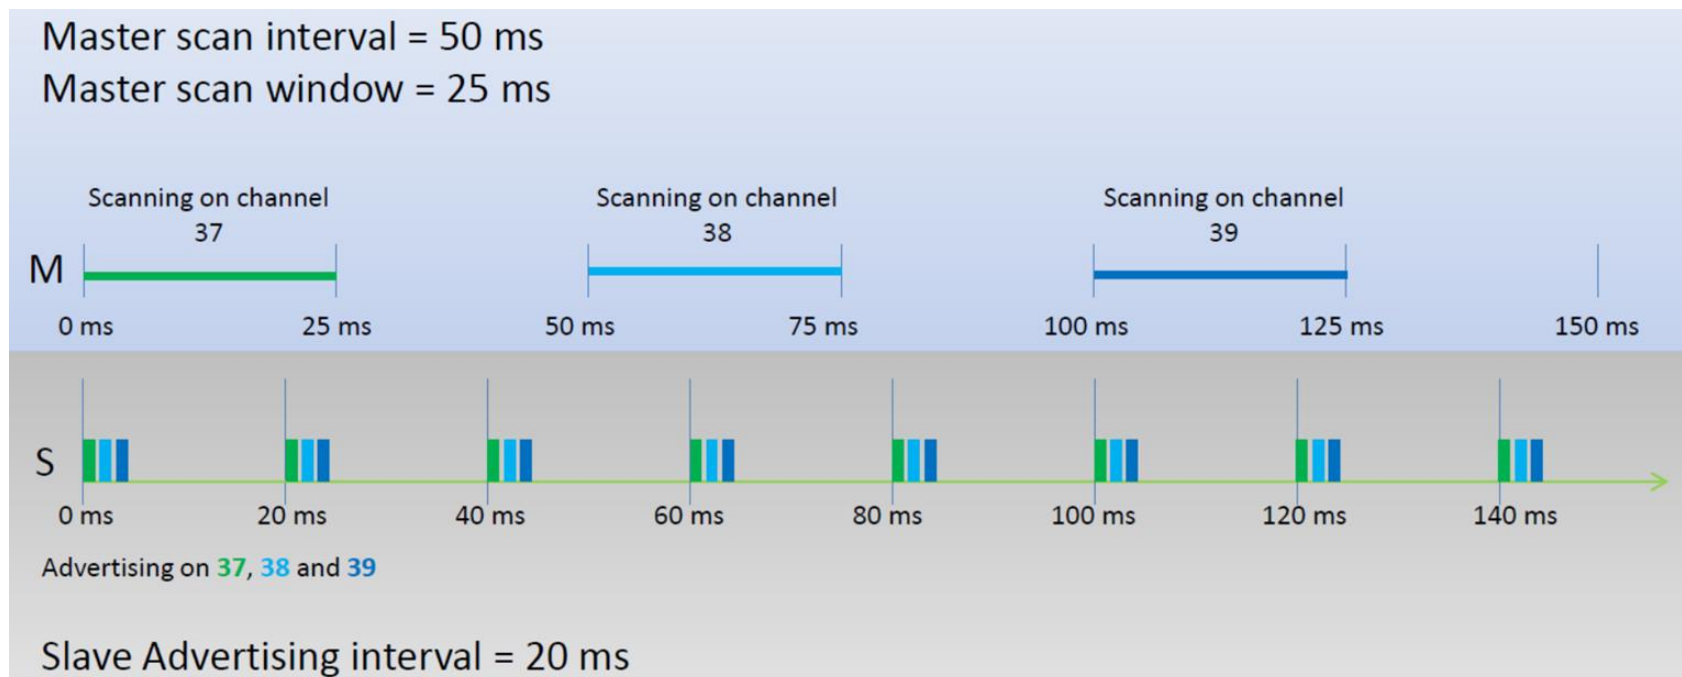 Master scan interval = 50 ms
Master scan window = 25 ms
Scanning on channel
37
Scanning on channel
38
Scanning on channel
39
M
0 ms
25 ms
50 ms
75 ms
100 ms
125 ms
150 ms
S
0 ms
20 ms
40 ms
60 ms
80 ms
100 ms
120 ms
140 ms
Advertising on 37, 38 and 39
Slave Advertising interval = 20 ms